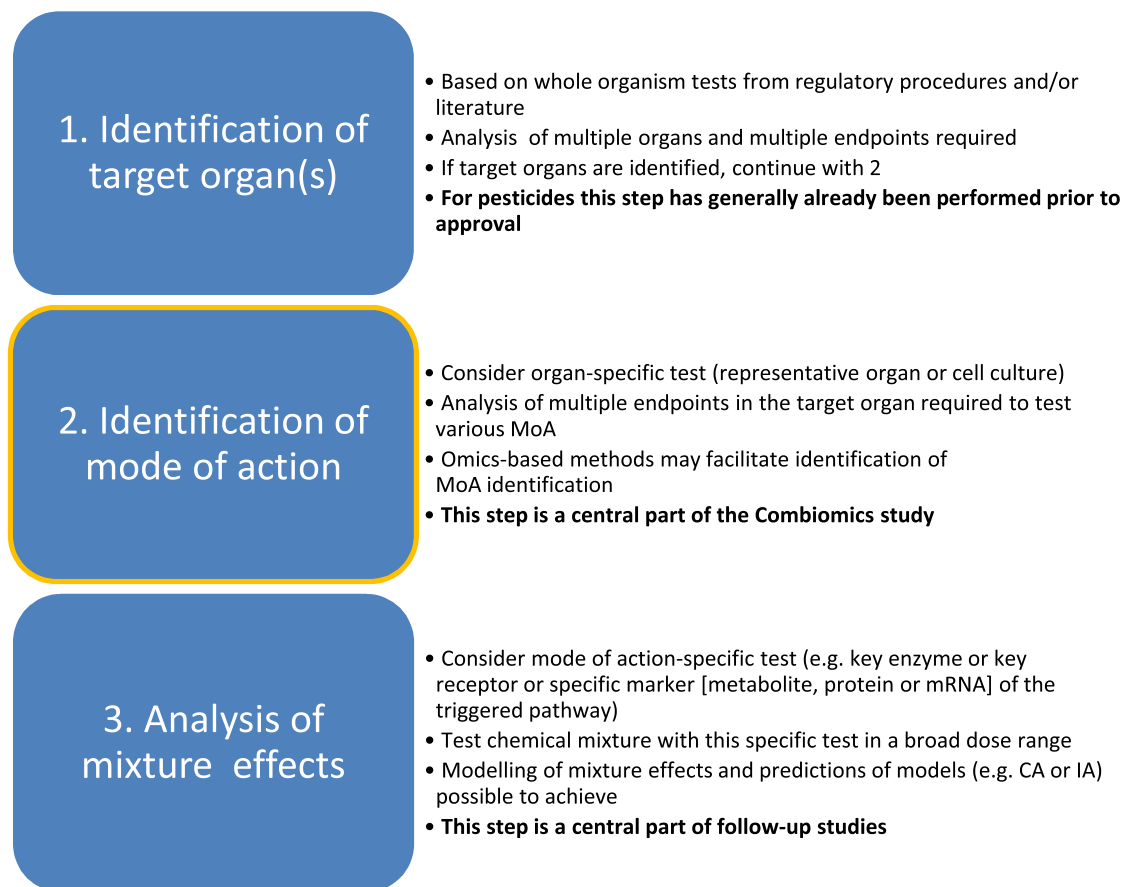 1. Identification of
target organ(s)
• Based on whole organism tests from regulatory procedures and/or
literature
• Analysis  of multiple organs and multiple endpoints required
• If target organs are identified, continue with 2
• For pesticides this step has generally already been performed prior to
approval
2. Identification of
mode of action
• Consider organ-specific test (representative organ or cell culture)
• Analysis of multiple endpoints in the target organ required to test
various MoA
• Omics-based methods may facilitate identification of
MoA identification
• This step is a central part of the Combiomics study
3. Analysis of
mixture  effects
• Consider mode of action-specific test (e.g. key enzyme or key
receptor or specific marker [metabolite, protein or mRNA] of the
triggered pathway)
• Test chemical mixture with this specific test in a broad dose range
• Modelling of mixture effects and predictions of models (e.g. CA or IA)
possible to achieve
• This step is a central part of follow-up studies